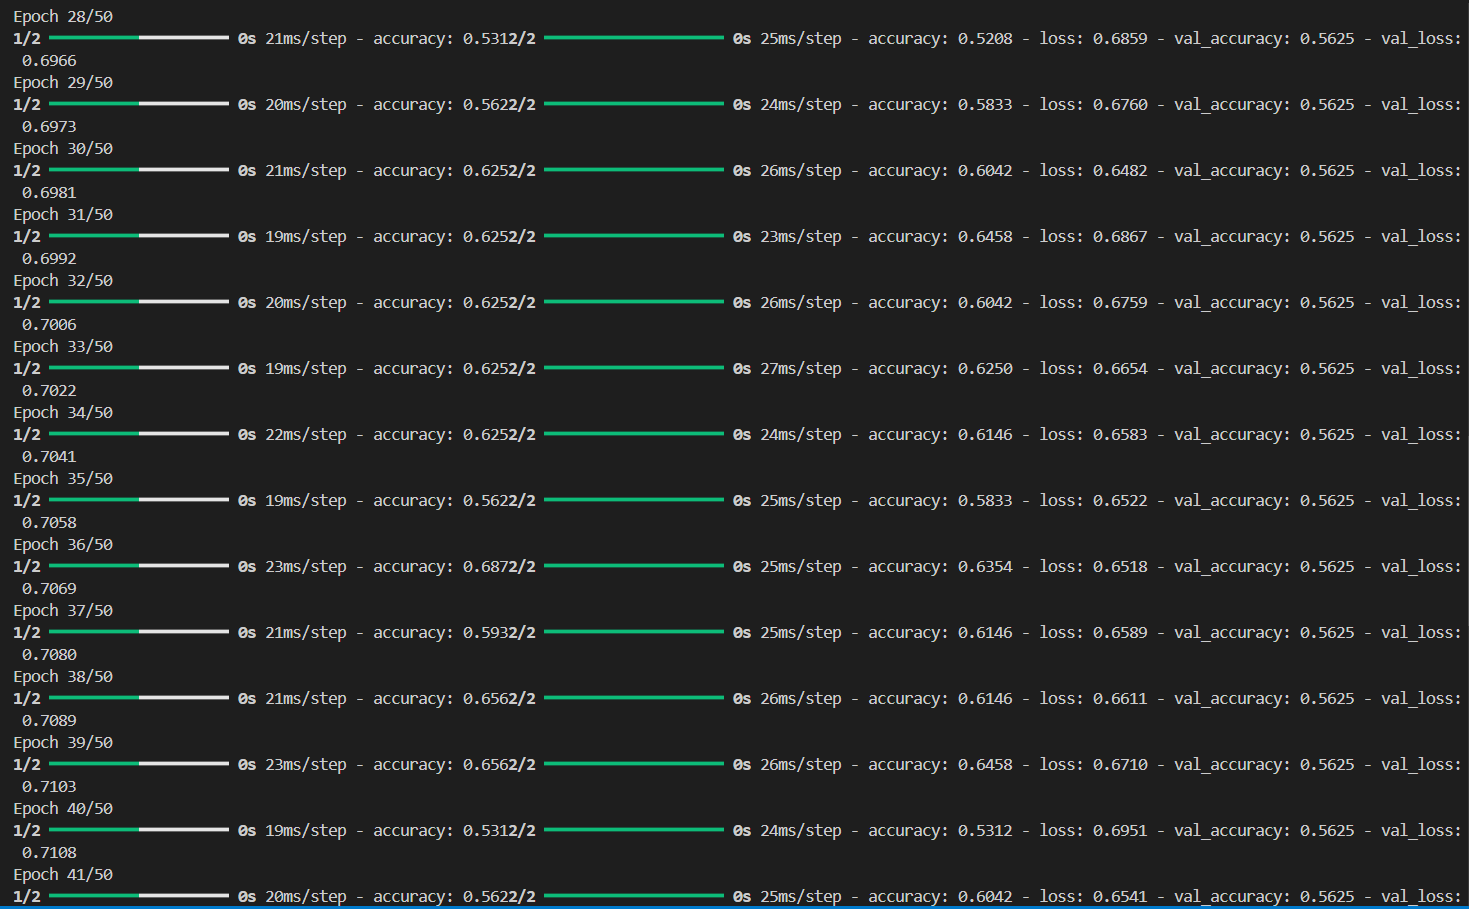 Epoch 28/50
1/2 0s 21ms/step - accuracy: 0.5312/2 0s 25ms/step - accuracy: 0.5208 - loss: 0.6859 - val_accuracy: 0.5625 - val_loss:
0.6966
Epoch 29/50
1/2 0s 20ms/step - accuracy: 0.5622/2 0s 24ms/step - accuracy: 0.5833 - loss: 0.6760 - val_accuracy: 0.5625 - val_loss:
0.6973
Epoch 30/50
1/2 0s 21ms/step - accuracy: 0.6252/2 0s 26ms/step - accuracy: 0.6042 - loss: 0.6482 - val_accuracy: 0.5625 - val_loss:
0.6981
Epoch 31/50
1/2 0s 19ms/step - accuracy: 0.6252/2 0s 23ms/step - accuracy: 0.6458 - loss: 0.6867 - val_accuracy: 0.5625 - val_loss:
0.6992
Epoch 32/50
1/2 0s 20ms/step - accuracy: 0.6252/2 0s 26ms/step - accuracy: 0.6042 - loss: 0.6759 - val_accuracy: 0.5625 - val_loss:
0.7006
Epoch 33/50
1/2 0s 19ms/step - accuracy: 0.6252/2 0s 27ms/step - accuracy: 0.6250 - loss: 0.6654 - val_accuracy: 0.5625 - val_loss:
0.7022
Epoch 34/50
1/2 0s 22ms/step - accuracy: 0.6252/2 0s 24ms/step - accuracy: 0.6146 - loss: 0.6583 - val_accuracy: 0.5625 - val_loss:
0.7041
Epoch 35/50
1/2 0s 19ms/step - accuracy: 0.5622/2 0s 25ms/step - accuracy: 0.5833 - loss: 0.6522 - val_accuracy: 0.5625 - val_loss:
0.7058
Epoch 36/50
1/2 0s 23ms/step - accuracy: 0.6872/2 0s 25ms/step - accuracy: 0.6354 - loss: 0.6518 - val_accuracy: 0.5625 - val_loss:
0.7069
Epoch 37/50
1/2 0s 21ms/step - accuracy: 0.5932/2 0s 25ms/step - accuracy: 0.6146 - loss: 0.6589 - val_accuracy: 0.5625 - val_loss:
0.7080
Epoch 38/50
1/2 0s 21ms/step - accuracy: 0.6562/2 0s 26ms/step - accuracy: 0.6146 - loss: 0.6611 - val_accuracy: 0.5625 - val_loss:
0.7089
Epoch 39/50
1/2 0s 23ms/step - accuracy: 0.6562/2 0s 26ms/step - accuracy: 0.6458 - loss: 0.6710 - val_accuracy: 0.5625 - val_loss:
0.7103
Epoch 40/50
1/2 0s 19ms/step - accuracy: 0.5312/2 0s 24ms/step - accuracy: 0.5312 - loss: 0.6951 - val_accuracy: 0.5625 - val_loss:
0.7108
Epoch 41/50
1/2 0s 20ms/step - accuracy: 0.5622/2 0s 25ms/step - accuracy: 0.6042 - loss: 0.6541 - val_accuracy: 0.5625 - val_loss: